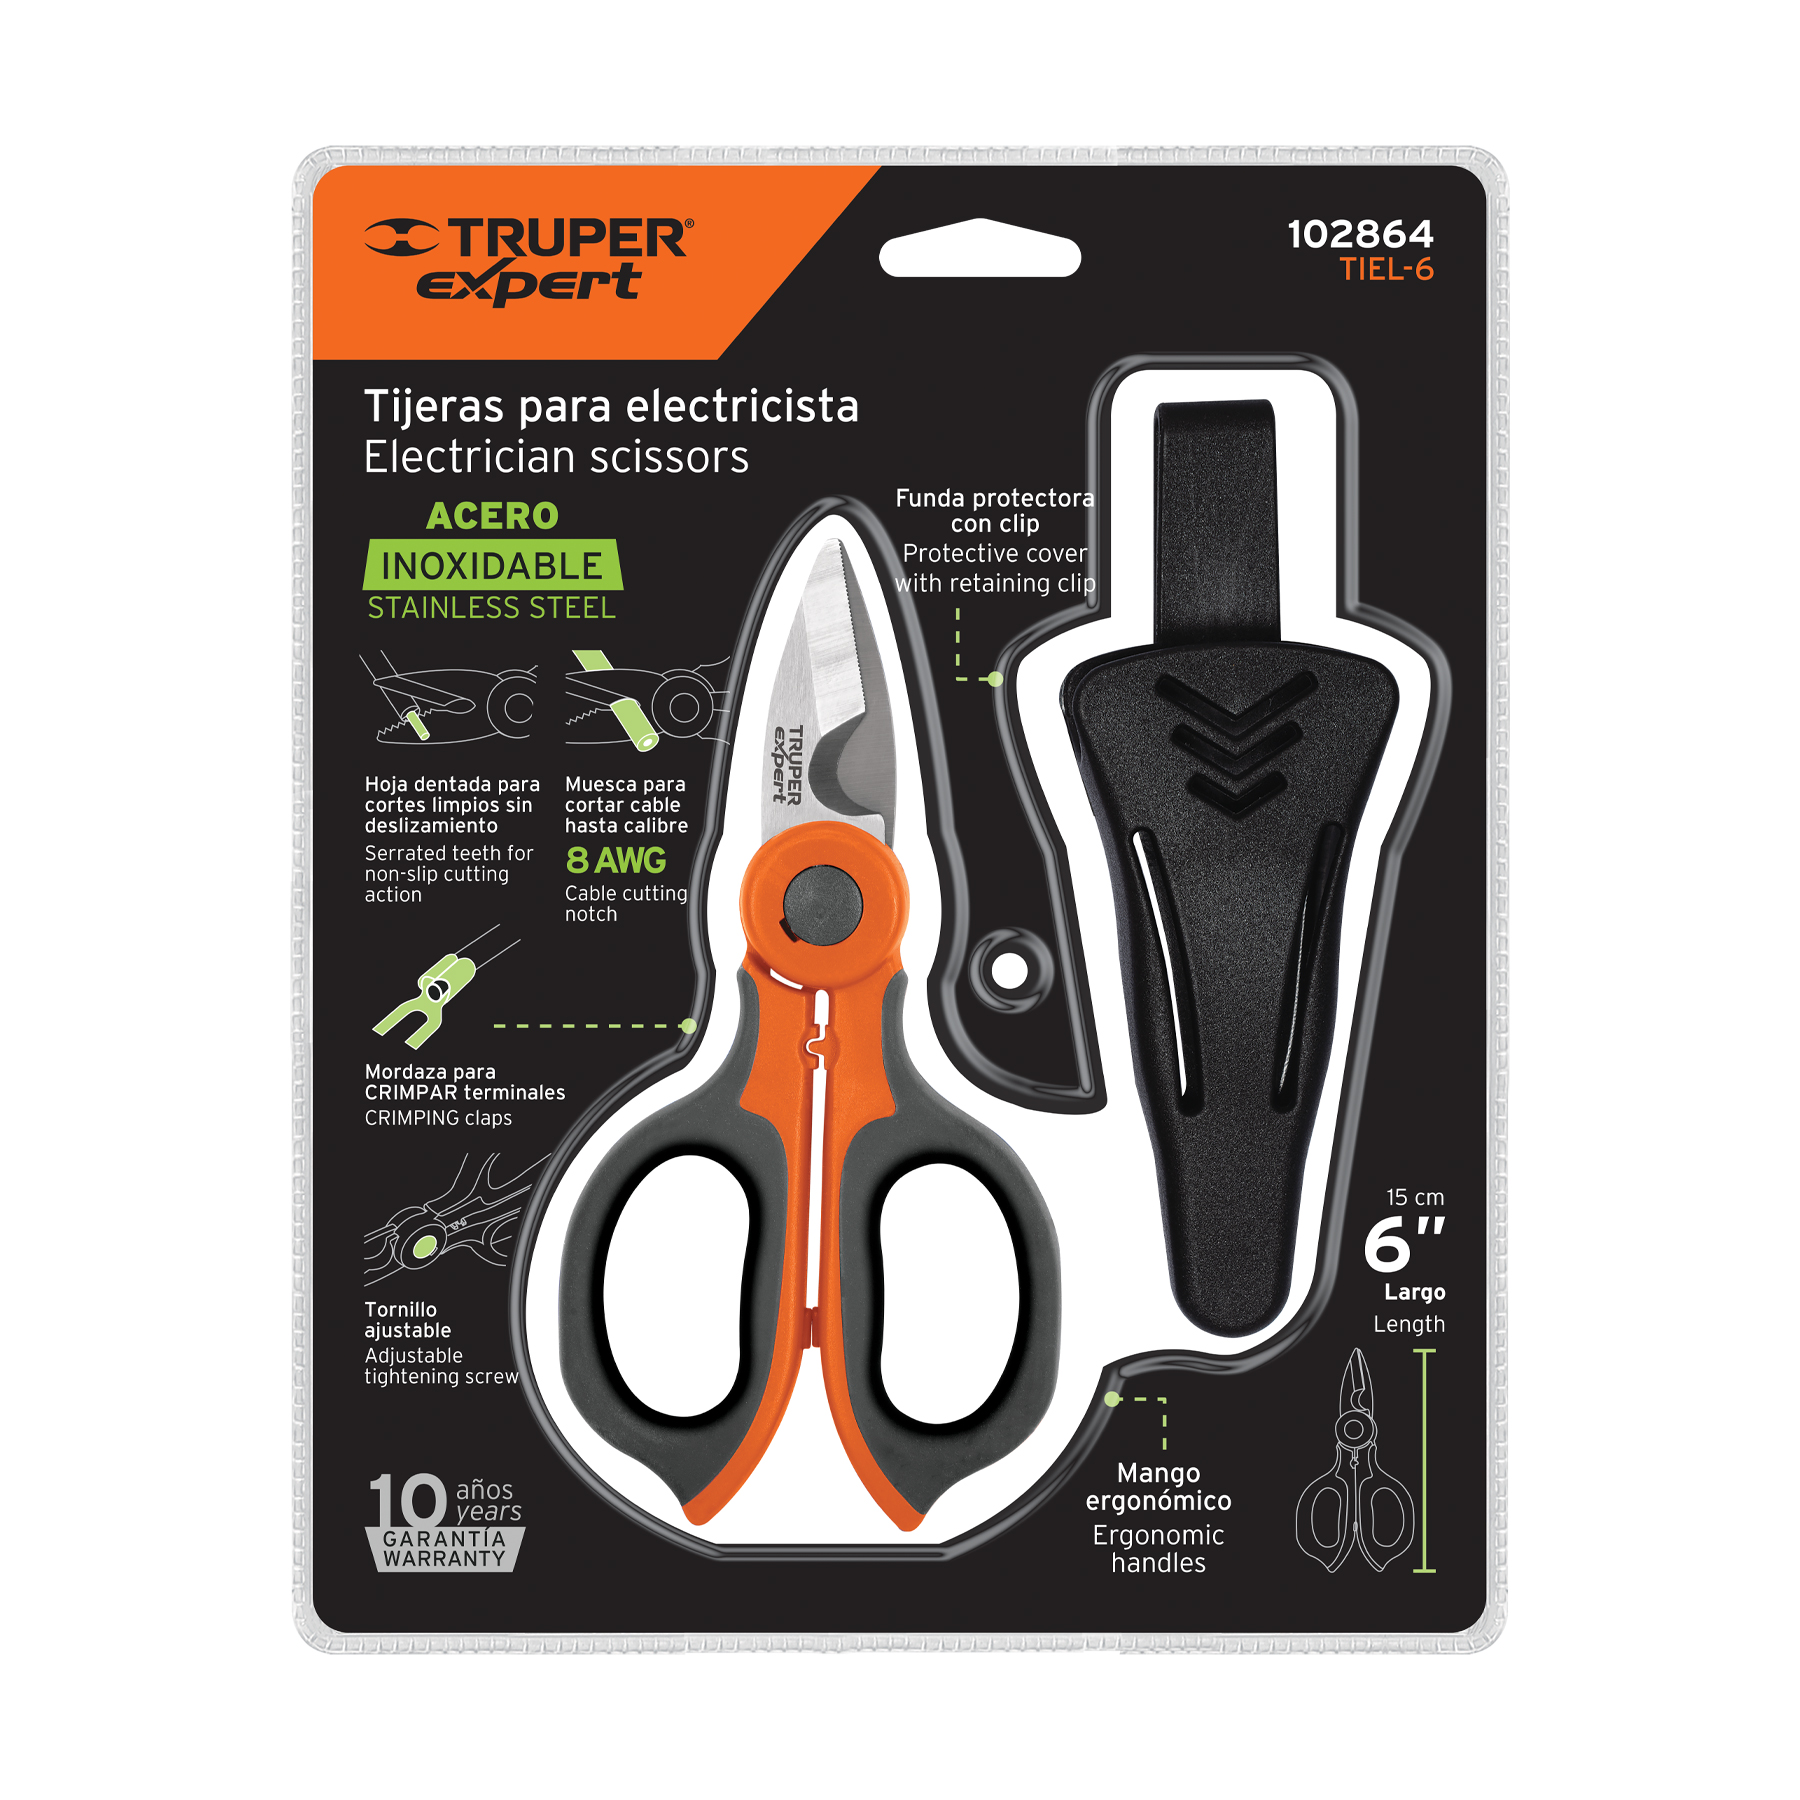 TRUPER®
expert
102864
TIEL-6
Tijeras para electricista
Electrician scissors
ACERO
INOXIDABLE
STAINLESS STEEL
Funda protectora
con clip
Protective cover
with retaining clip
Hoja dentada para
cortes limpios sin
deslizamiento
Serrated teeth for
non-slip cutting
action
Muesca para
cortar cable
hasta calibre
8 AWG
Cable cutting
notch
TRUPER
expert
Mordaza para
CRIMPAR terminales
CRIMPING claps
Tornillo
ajustable
Adjustable
tightening screw
15 cm
6"
Largo
Length
Mango
ergonómico
Ergonomic
handles
10 años
years
GARANTÍA
WARRANTY